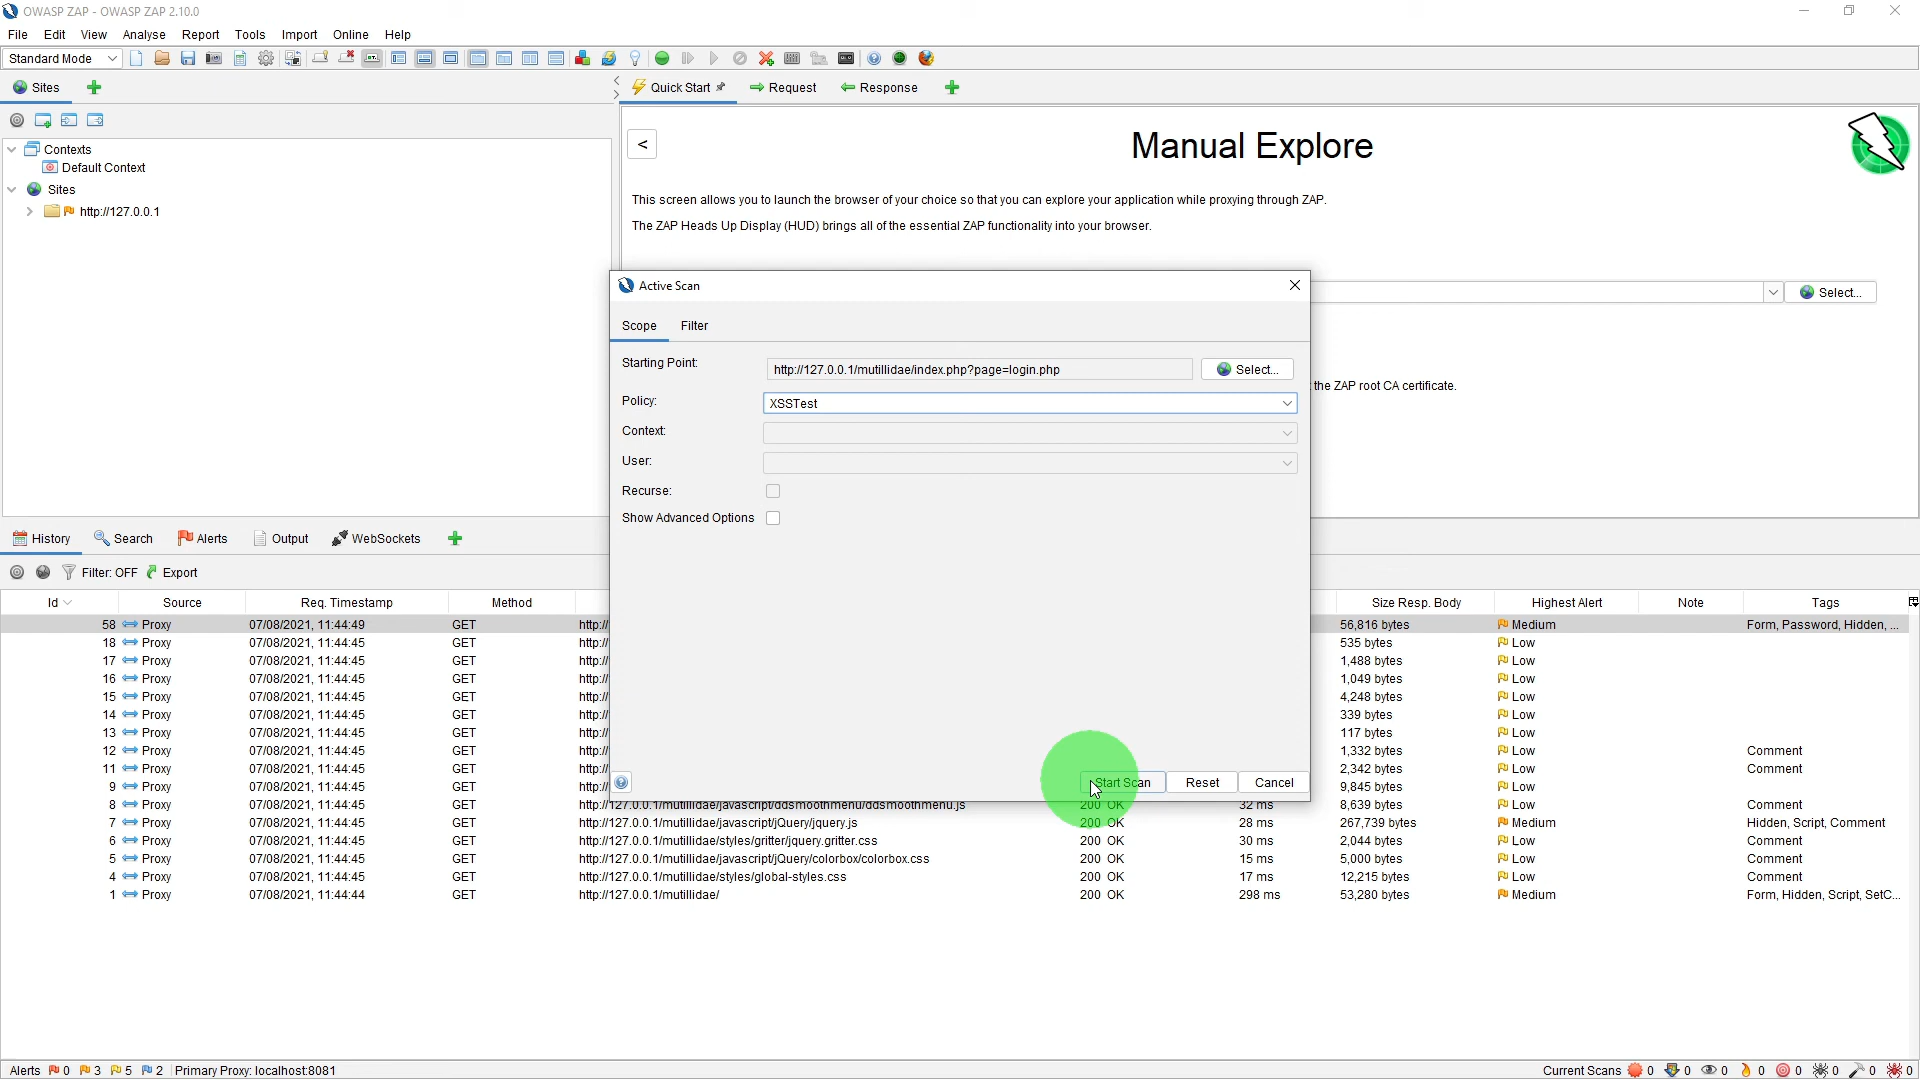 OWASP ZAP - OWASP ZAP 2.10.0
File Edit View Analyse Report Tools Import Online Help
Standard Mode
Sites
Quick Start Request Response
Contexts
Default Context
Sites
http://127.0.0.1
<
Manual Explore
This screen allows you to launch the browser of your choice so that you can explore your application while proxying through ZAP.
The ZAP Heads Up Display (HUD) brings all of the essential ZAP functionality into your browser.
Select...
the ZAP root CA certificate.
Active Scan
Scope Filter
Starting Point: http://127.0.0.1/mutillidae/index.php?page=login.php Select...
Policy: XSSTest
Context:
User:
Recurse:
Show Advanced Options
Start Scan Reset Cancel
History Search Alerts Output WebSockets
Filter: OFF Export
Id Source Req. Timestamp Method Size Resp. Body Highest Alert Note Tags
58 Proxy 07/08/2021, 11:44:49 GET http:// 56,816 bytes Medium Form, Password, Hidden, ...
18 Proxy 07/08/2021, 11:44:45 GET http:// 535 bytes Low
17 Proxy 07/08/2021, 11:44:45 GET http:// 1,488 bytes Low
16 Proxy 07/08/2021, 11:44:45 GET http:// 1,049 bytes Low
15 Proxy 07/08/2021, 11:44:45 GET http:// 4,248 bytes Low
14 Proxy 07/08/2021, 11:44:45 GET http:// 339 bytes Low
13 Proxy 07/08/2021, 11:44:45 GET http:// 117 bytes Low
12 Proxy 07/08/2021, 11:44:45 GET http:// 1,332 bytes Low Comment
11 Proxy 07/08/2021, 11:44:45 GET http:// 2,342 bytes Low Comment
9 Proxy 07/08/2021, 11:44:45 GET http:// 9,845 bytes Low
8 Proxy 07/08/2021, 11:44:45 GET http://127.0.0.1/mutillidae/javascript/ddsmoothmenu/ddsmoothmenu.js 200 OK 32 ms 8,639 bytes Low Comment
7 Proxy 07/08/2021, 11:44:45 GET http://127.0.0.1/mutillidae/javascript/jQuery/jquery.js 200 OK 28 ms 267,739 bytes Medium Hidden, Script, Comment
6 Proxy 07/08/2021, 11:44:45 GET http://127.0.0.1/mutillidae/styles/gritter/jquery.gritter.css 200 OK 30 ms 2,044 bytes Low Comment
5 Proxy 07/08/2021, 11:44:45 GET http://127.0.0.1/mutillidae/javascript/jQuery/colorbox/colorbox.css 200 OK 15 ms 5,000 bytes Low Comment
4 Proxy 07/08/2021, 11:44:45 GET http://127.0.0.1/mutillidae/styles/global-styles.css 200 OK 17 ms 12,215 bytes Low Comment
1 Proxy 07/08/2021, 11:44:44 GET http://127.0.0.1/mutillidae/ 200 OK 298 ms 53,280 bytes Medium Form, Hidden, Script, SetC...
Alerts 0 3 5 2 Primary Proxy: localhost:8081 Current Scans 0 0 0 0 0 0 0 0